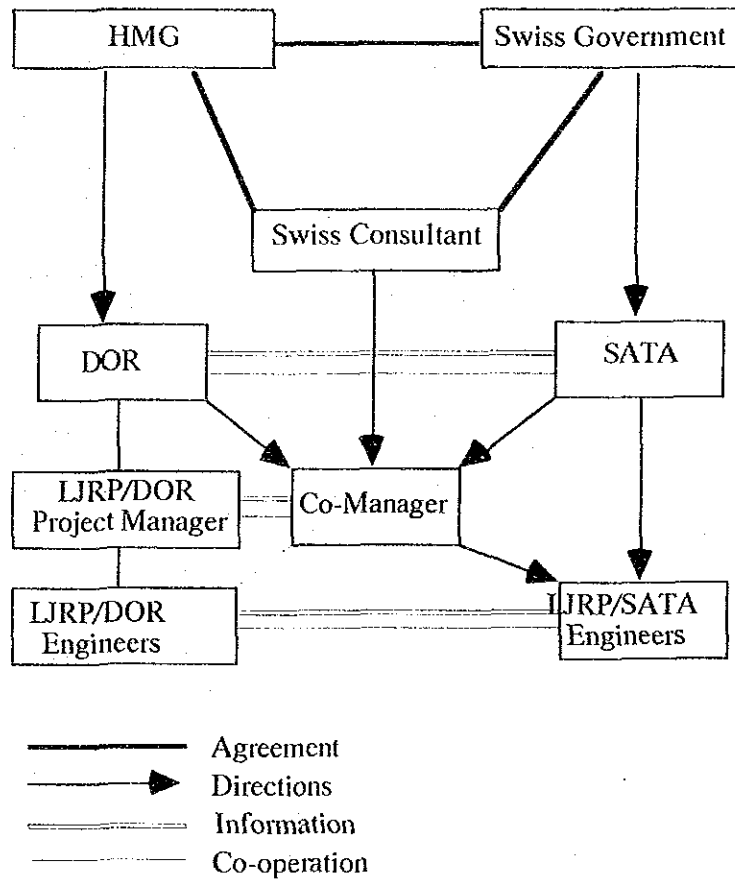 HMG
Swiss Government
Swiss Consultant
DOR
SATA
LJRP/DOR
Project Manager
Co-Manager
LJRP/DOR
Engineers
LJRP/SATA
Engineers
Agreement
Directions
Information
Co-operation